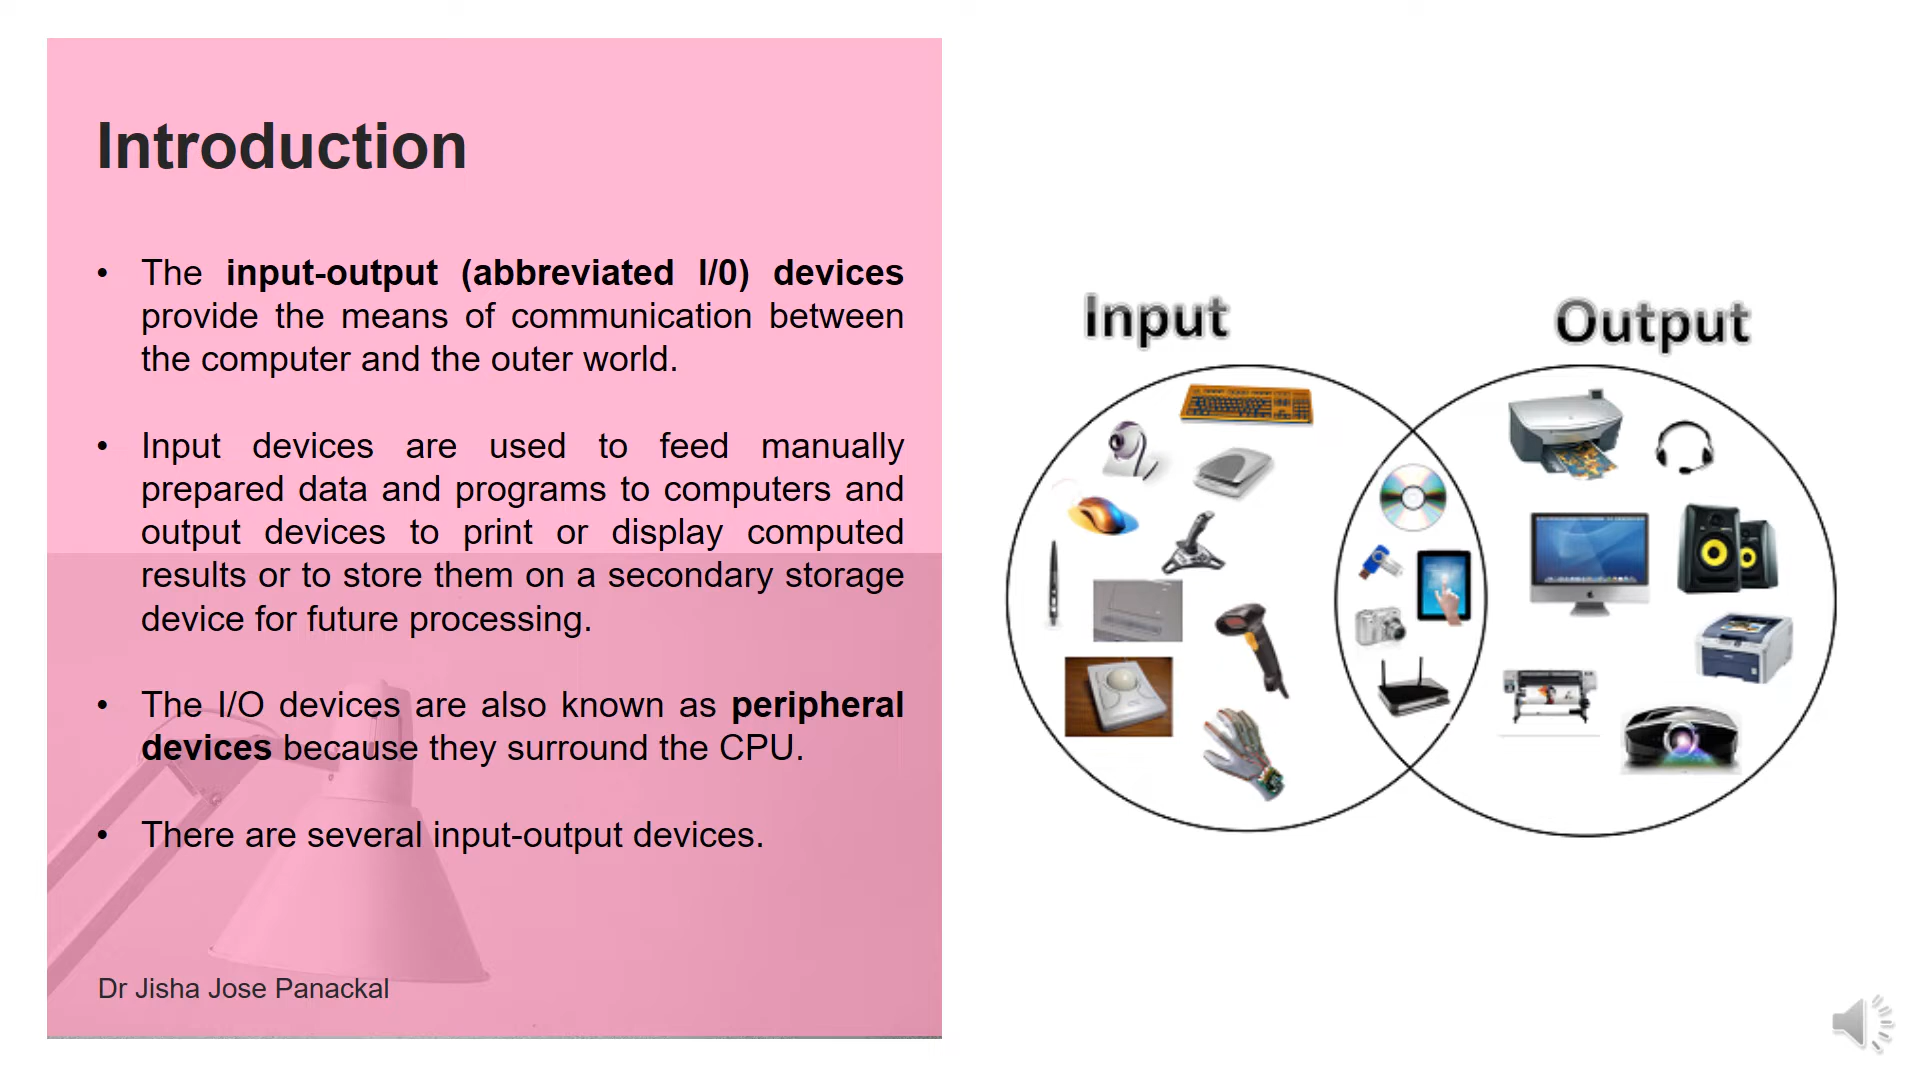 Introduction
• The input-output (abbreviated I/0) devices
provide the means of communication between
the computer and the outer world.
• Input devices are used to feed manually
prepared data and programs to computers and
output devices to print or display computed
results or to store them on a secondary storage
device for future processing.
• The I/O devices are also known as peripheral
devices because they surround the CPU.
• There are several input-output devices.
Dr Jisha Jose Panackal
Input
Output